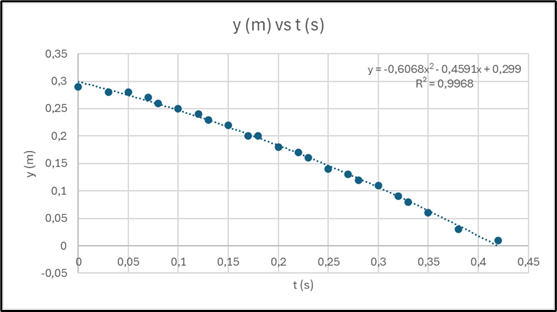 y (m) vs t (s)
0,35
y = -0,6068x² - 0,4591x + 0,299
R² = 0,9968
0,3
0,25
0,2
0,15
0,1
0,05
0
-0,05
y (m)
0 0,05 0,1 0,15 0,2 0,25 0,3 0,35 0,4 0,45
t (s)